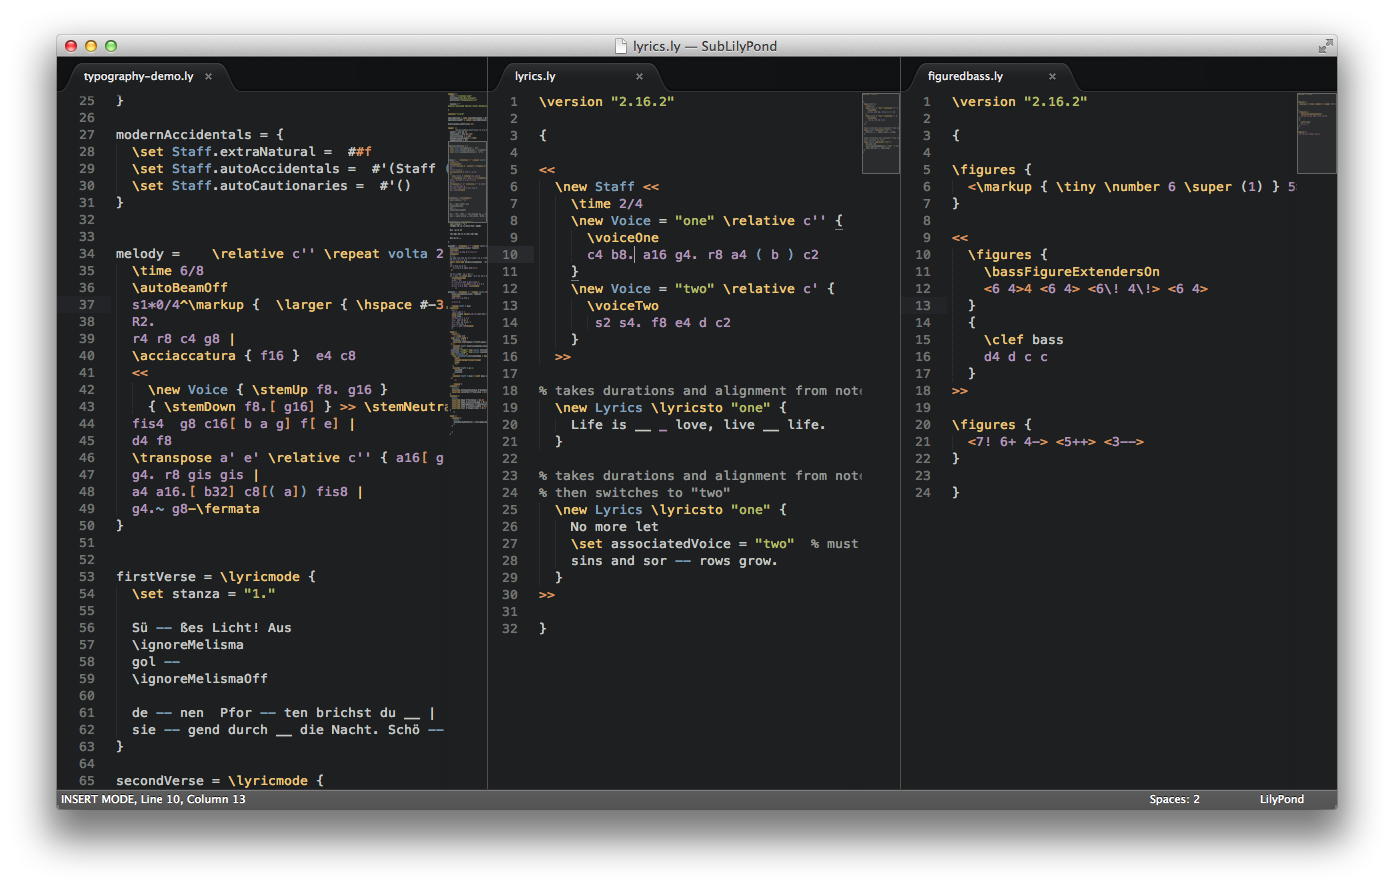 lyrics.ly — SubLilyPond
typography-demo.ly ×
25 }
26
27 modernAccidentals = {
28 \set Staff.extraNatural = ##f
29 \set Staff.autoAccidentals = #'(Staff (
30 \set Staff.autoCautionaries = #'()
31 }
32
33
34 melody = \relative c'' \repeat volta 2
35 \time 6/8
36 \autoBeamOff
37 s1*0/4^\markup { \larger { \hspace #-3.
38 R2.
39 r4 r8 c4 g8 |
40 \acciaccatura { f16 } e4 c8
41 <<
42 \new Voice { \stemUp f8. g16 }
43 { \stemDown f8.[ g16] } >> \stemNeutra
44 fis4 g8 c16[ b a g] f[ e] |
45 d4 f8
46 \transpose a' e' \relative c'' { a16[ g
47 g4. r8 gis gis |
48 a4 a16.[ b32] c8[( a]) fis8 |
49 g4.~ g8-\fermata
50 }
51
52
53 firstVerse = \lyricmode {
54 \set stanza = "1."
55
56 Sü -- ßes Licht! Aus
57 \ignoreMelisma
58 gol --
59 \ignoreMelismaOff
60
61 de -- nen Pfor -- ten brichst du __ |
62 sie -- gend durch __ die Nacht. Schö --
63 }
64
65 secondVerse = \lyricmode {
lyrics.ly ×
1 \version "2.16.2"
2
3 {
4
5 <<
6 \new Staff <<
7 \time 2/4
8 \new Voice = "one" \relative c'' {
9 \voiceOne
10 c4 b8. a16 g4. r8 a4 ( b ) c2
11 }
12 \new Voice = "two" \relative c' {
13 \voiceTwo
14 s2 s4. f8 e4 d c2
15 }
16 >>
17
18 % takes durations and alignment from note
19 \new Lyrics \lyricsto "one" {
20 Life is __ _ love, live __ life.
21 }
22
23 % takes durations and alignment from note
24 % then switches to "two"
25 \new Lyrics \lyricsto "one" {
26 No more let
27 \set associatedVoice = "two" % must
28 sins and sor -- rows grow.
29 }
30 >>
31
32 }
figuredbass.ly ×
1 \version "2.16.2"
2
3 {
4
5 \figures {
6 <\markup { \tiny \number 6 \super (1) } 5
7 }
8
9 <<
10 \figures {
11 \bassFigureExtendersOn
12 <6 4>4 <6 4> <6\! 4\!> <6 4>
13 }
14 {
15 \clef bass
16 d4 d c c
17 }
18 >>
19
20 \figures {
21 <7! 6+ 4-> <5++> <3-->
22 }
23
24 }
INSERT MODE, Line 10, Column 13
Spaces: 2
LilyPond